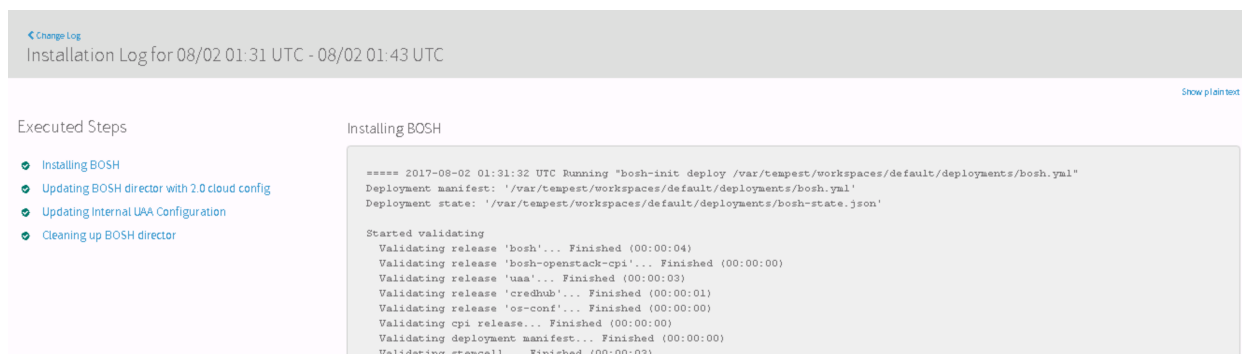 Change Log
Installation Log for 08/02 01:31 UTC - 08/02 01:43 UTC
Show plain text
Executed Steps
Installing BOSH
Updating BOSH director with 2.0 cloud config
Updating Internal UAA Configuration
Cleaning up BOSH director
Installing BOSH
===== 2017-08-02 01:31:32 UTC Running "bosh-init deploy /var/tempest/workspaces/default/deployments/bosh.yml"
Deployment manifest: '/var/tempest/workspaces/default/deployments/bosh.yml'
Deployment state: '/var/tempest/workspaces/default/deployments/bosh-state.json'
Started validating
Validating release 'bosh'... Finished (00:00:04)
Validating release 'bosh-openstack-cpi'... Finished (00:00:00)
Validating release 'uaa'... Finished (00:00:03)
Validating release 'credhub'... Finished (00:00:01)
Validating release 'os-conf'... Finished (00:00:00)
Validating cpi release... Finished (00:00:00)
Validating deployment manifest... Finished (00:00:00)
Validating stemcell... Finished (00:00:03)